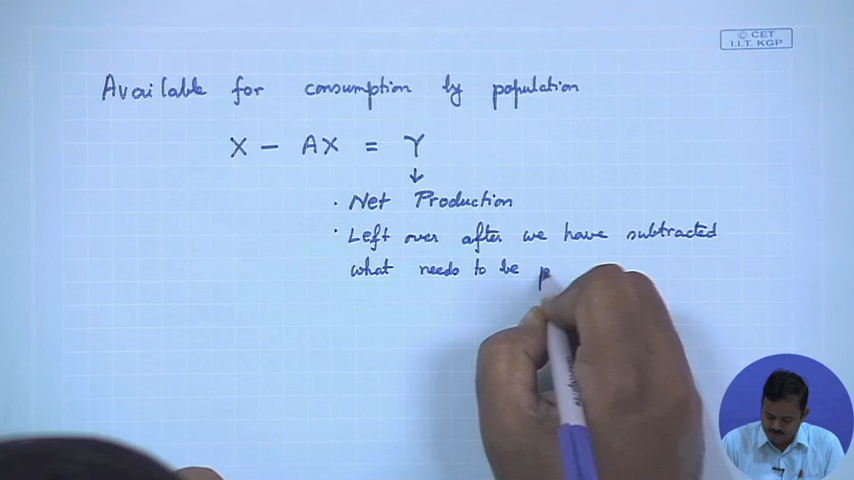 © CET
I.I.T. KGP
Available for consumption by population
X - AX = Y
↓
· Net Production
· Left over after we have subtracted
what needs to be p